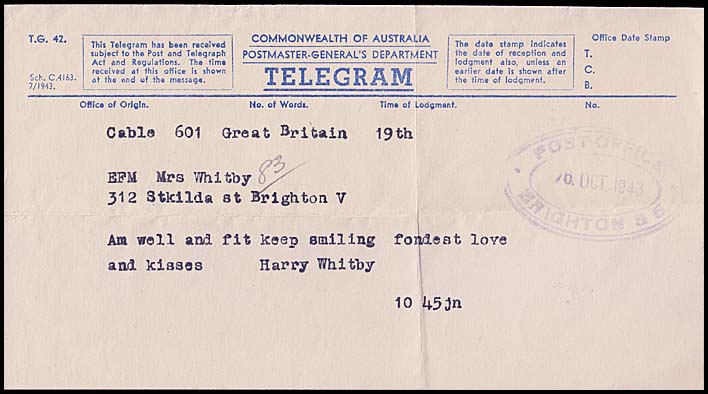 T.G. 42.
Sch. C.4163.
7/1943.
This Telegram has been received
subject to the Post and Telegraph
Act and Regulations. The time
received at this office is shown
at the end of the message.
COMMONWEALTH OF AUSTRALIA
POSTMASTER-GENERAL'S DEPARTMENT
TELEGRAM
The date stamp indicates
the date of reception and
lodgment also, unless an
earlier date is shown after
the time of lodgment.
Office Date Stamp
T.
C.
B.
Office of Origin. No. of Words. Time of Lodgment. No.
Cable 601 Great Britain 19th
EFM Mrs Whitby 83
312 Stkilda st Brighton V
Am well and fit keep smiling fondest love
and kisses Harry Whitby
10 45jn
POST OFFICE
OCT. 1943
BRIGHTON